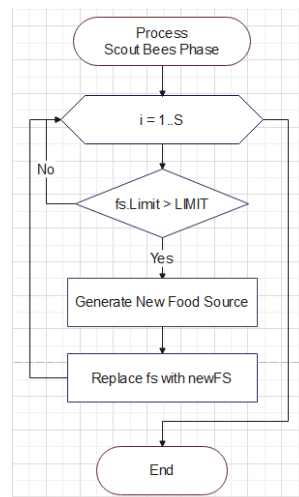 Process
Scout Bees Phase
i = 1..S
No
fs.Limit > LIMIT
Yes
Generate New Food Source
Replace fs with newFS
End